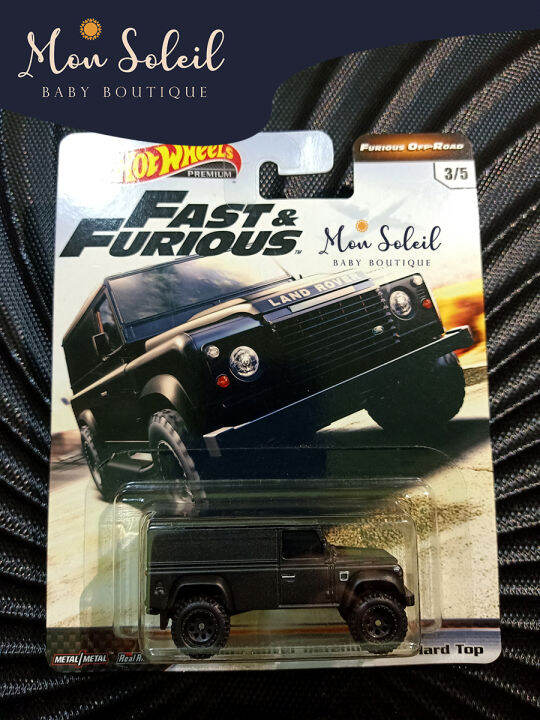 Mon Soleil
BABY BOUTIQUE
HOT WHEELS
PREMIUM
FURIOUS OFF-ROAD
3/5
FAST &
FURIOUS
Mon Soleil
BABY BOUTIQUE
LAND ROVER
METAL/METAL
Hard Top